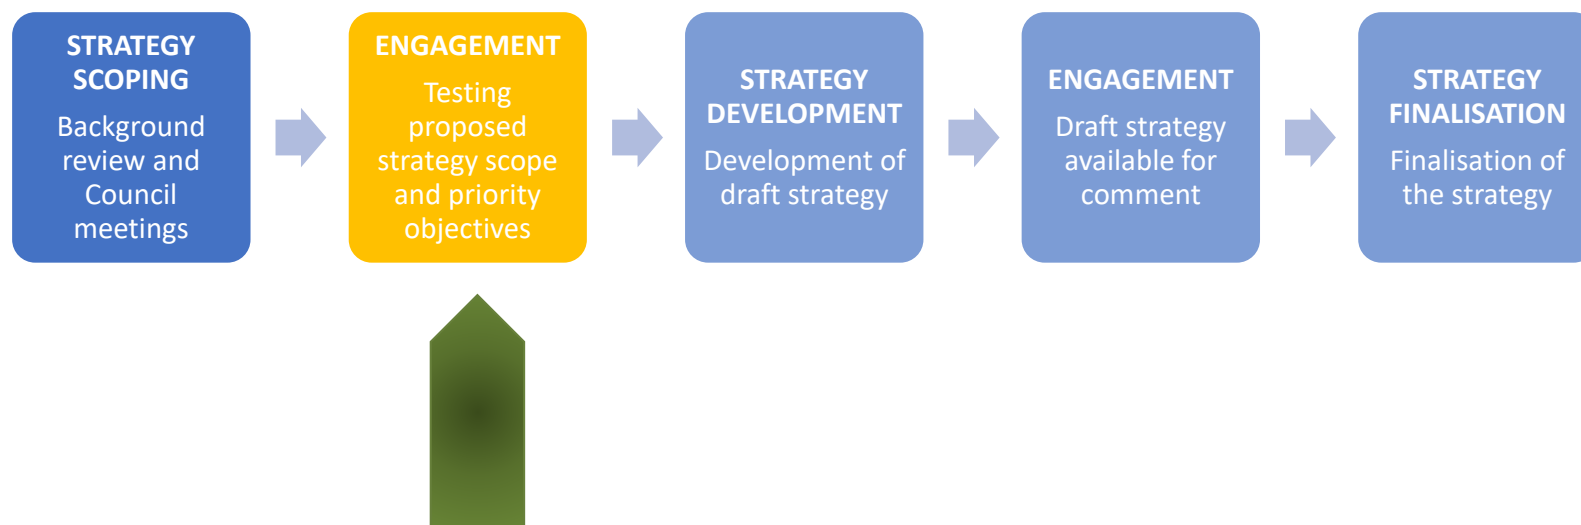 STRATEGY
SCOPING
Background
review and
Council
meetings
ENGAGEMENT
Testing
proposed
strategy scope
and priority
objectives
STRATEGY
DEVELOPMENT
Development of
draft strategy
ENGAGEMENT
Draft strategy
available for
comment
STRATEGY
FINALISATION
Finalisation of
the strategy